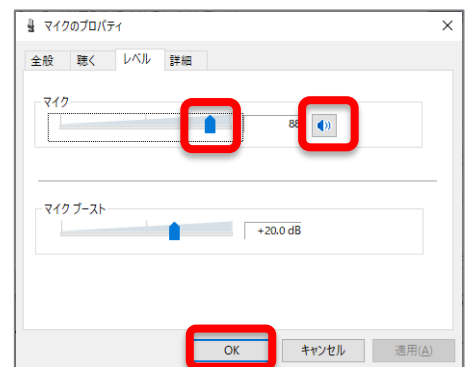 マイクのプロパティ
全般 聴く レベル 詳細
マイク
88
マイク ブースト
+20.0 dB
OK キャンセル 適用(A)